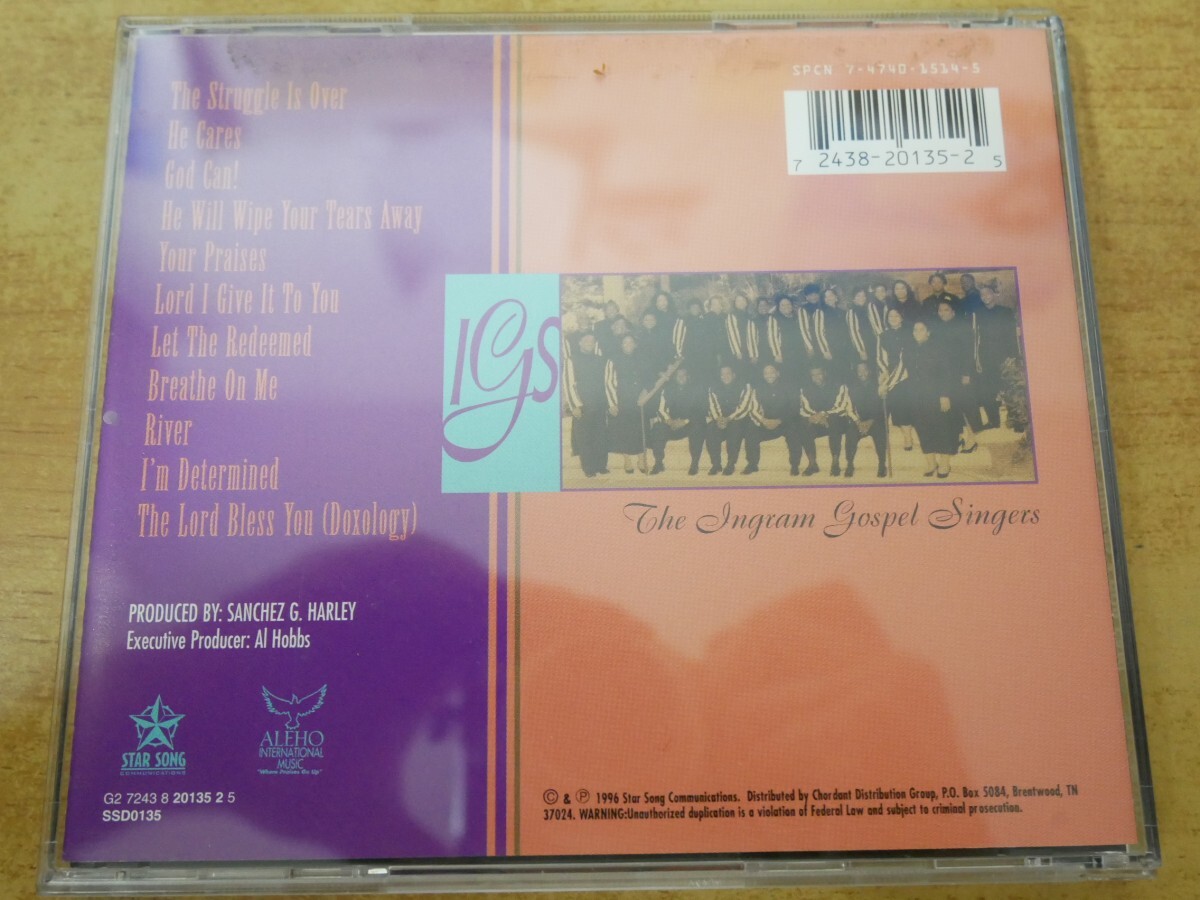 The Struggle Is Over
He Cares
God Can!
He Will Wipe Your Tears Away
Your Praises
Lord I Give It To You
Let The Redeemed
Breathe On Me
River
I'm Determined
The Lord Bless You (Doxology)
PRODUCED BY: SANCHEZ G. HARLEY
Executive Producer: Al Hobbs
STAR SONG
COMMUNICATIONS
ALEHO
INTERNATIONAL
MUSIC
"Where Praises Go Up"
G2 7243 8 20135 2 5
SSD0135
SPCN 7-4740-1514-5
7 2438-20135-2 5
IGS
The Ingram Gospel Singers
© & ℗ 1996 Star Song Communications. Distributed by Chordant Distribution Group, P.O. Box 5084, Brentwood, TN
37024. WARNING:Unauthorized duplication is a violation of Federal Law and subject to criminal prosecution.